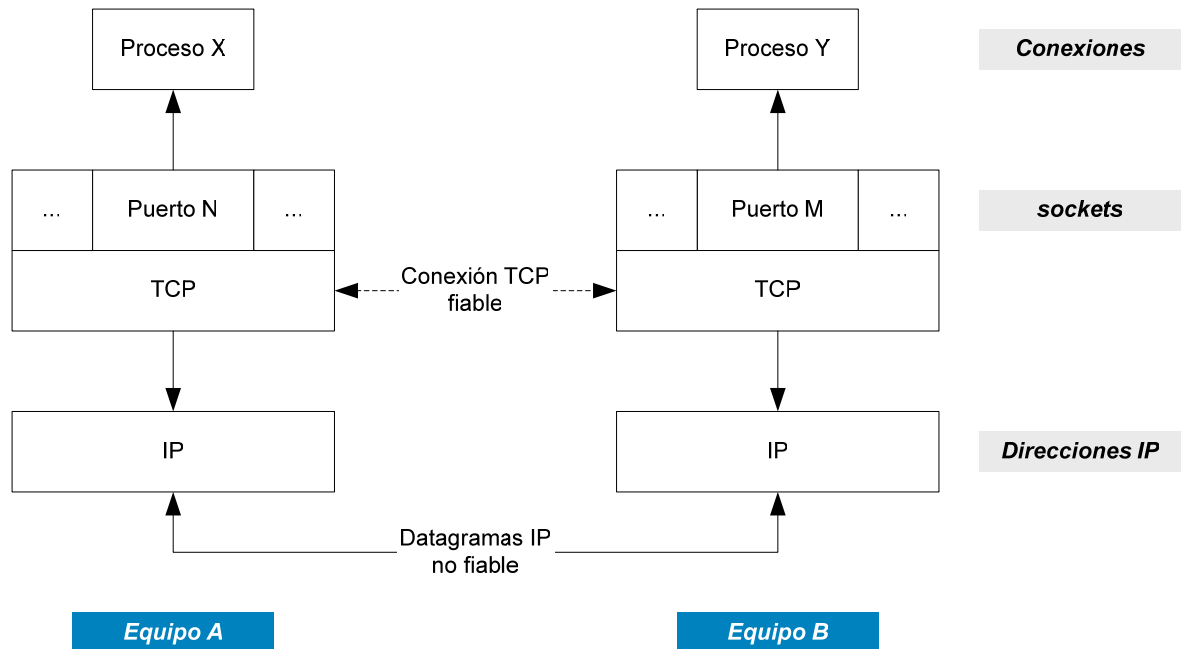 Proceso X
Proceso Y
Conexiones
...
Puerto N
...
...
Puerto M
...
sockets
TCP
Conexión TCP
fiable
TCP
IP
IP
Direcciones IP
Datagramas IP
no fiable
Equipo A
Equipo B